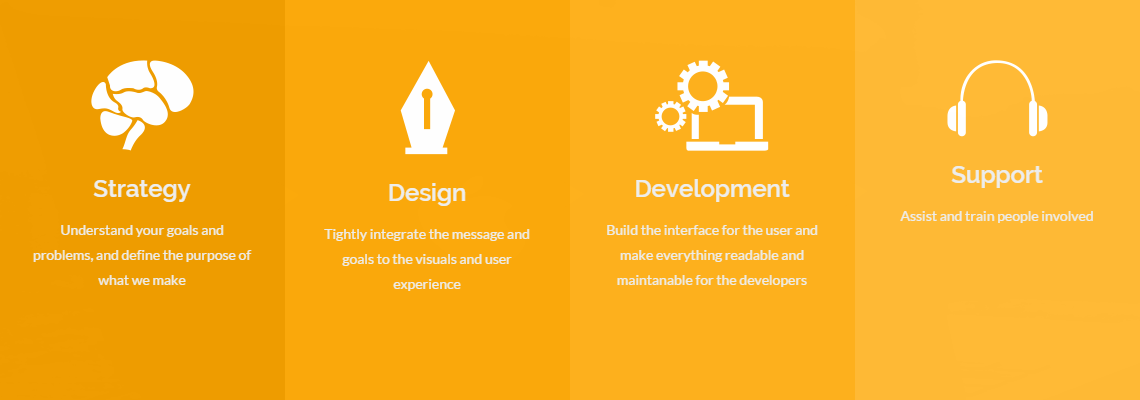 Strategy
Understand your goals and
problems, and define the purpose of
what we make
Design
Tightly integrate the message and
goals to the visuals and user
experience
Development
Build the interface for the user and
make everything readable and
maintanable for the developers
Support
Assist and train people involved